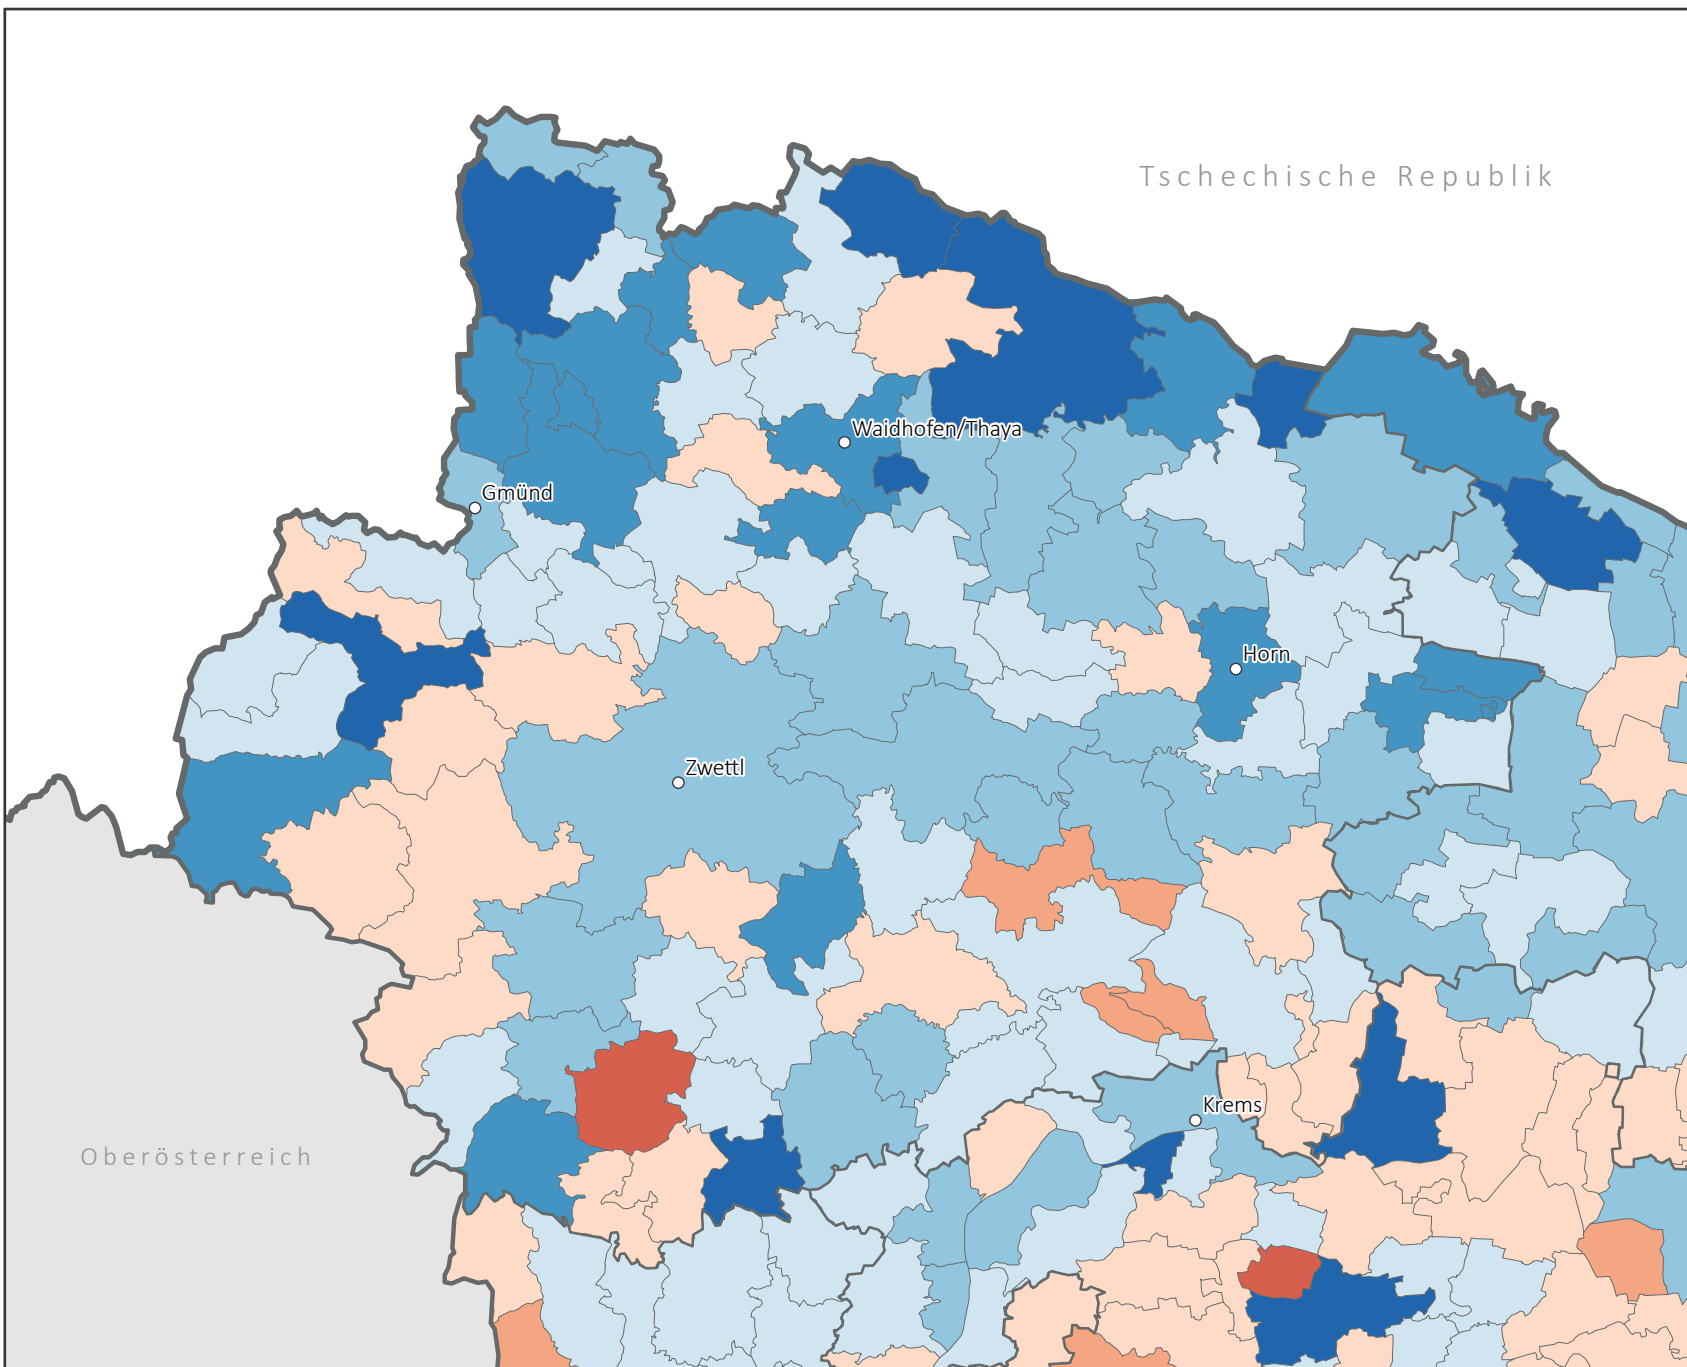 Tschechische Republik
Waidhofen/Thaya
Gmünd
Horn
Zwettl
Krems
Oberösterreich